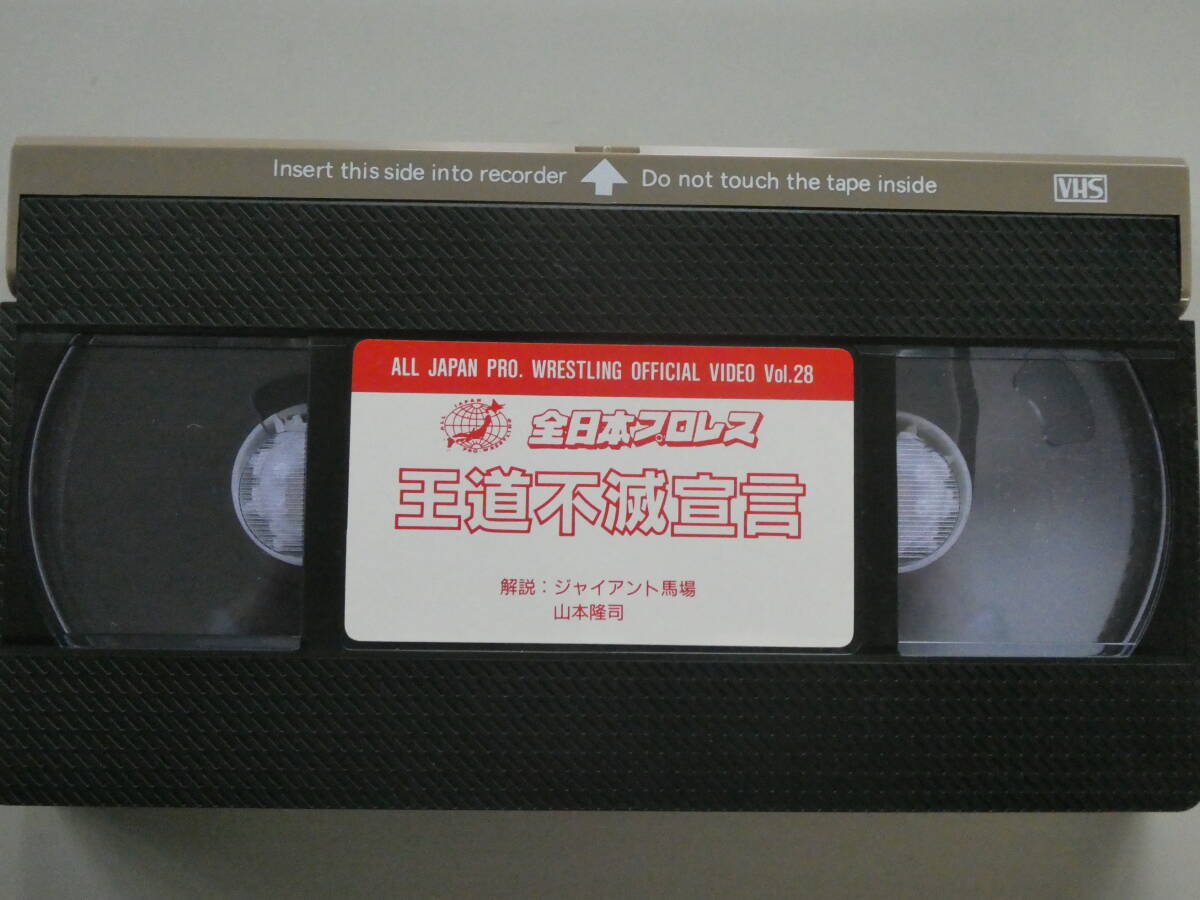 Insert this side into recorder Do not touch the tape inside VHS
ALL JAPAN PRO. WRESTLING OFFICIAL VIDEO Vol.28
全日本プロレス
王道不滅宣言
解説：ジャイアント馬場
山本隆司